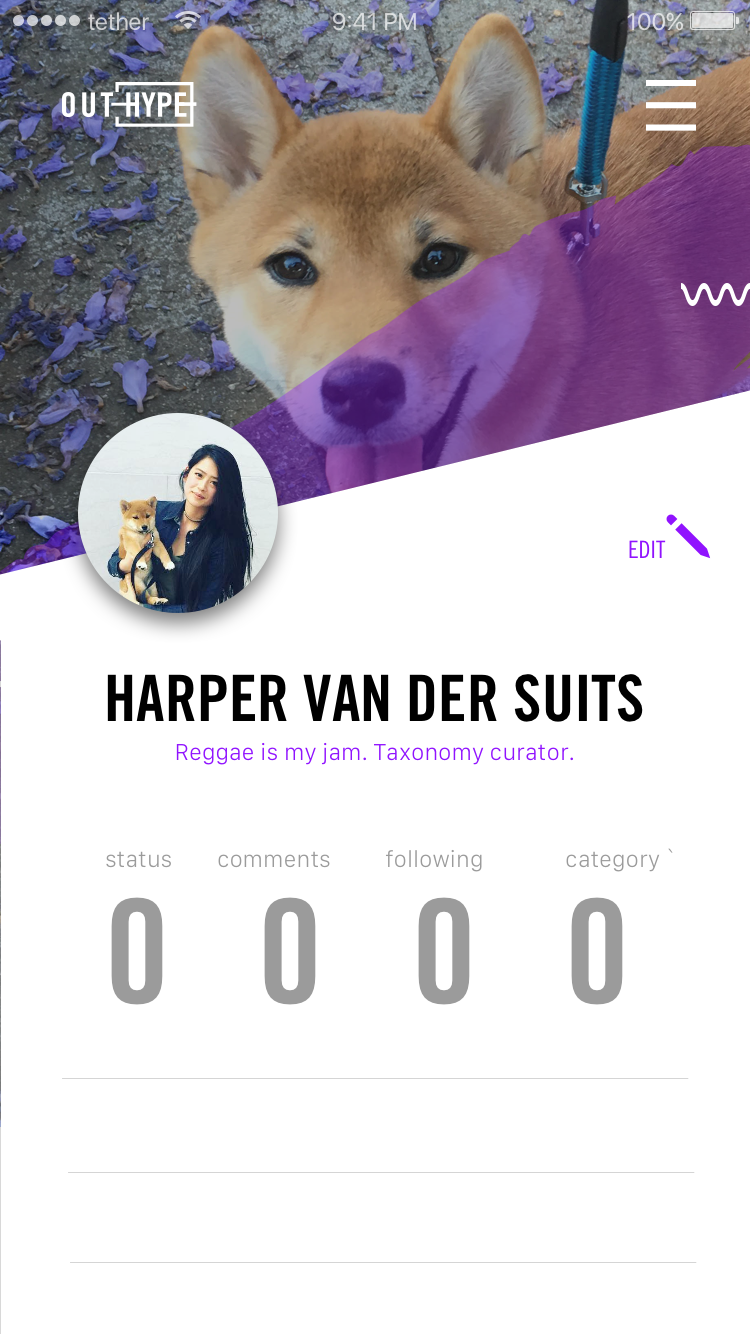 tether 9:41 PM 100%
OUT HYPE
EDIT
HARPER VAN DER SUITS
Reggae is my jam. Taxonomy curator.
status comments following category `
0 0 0 0